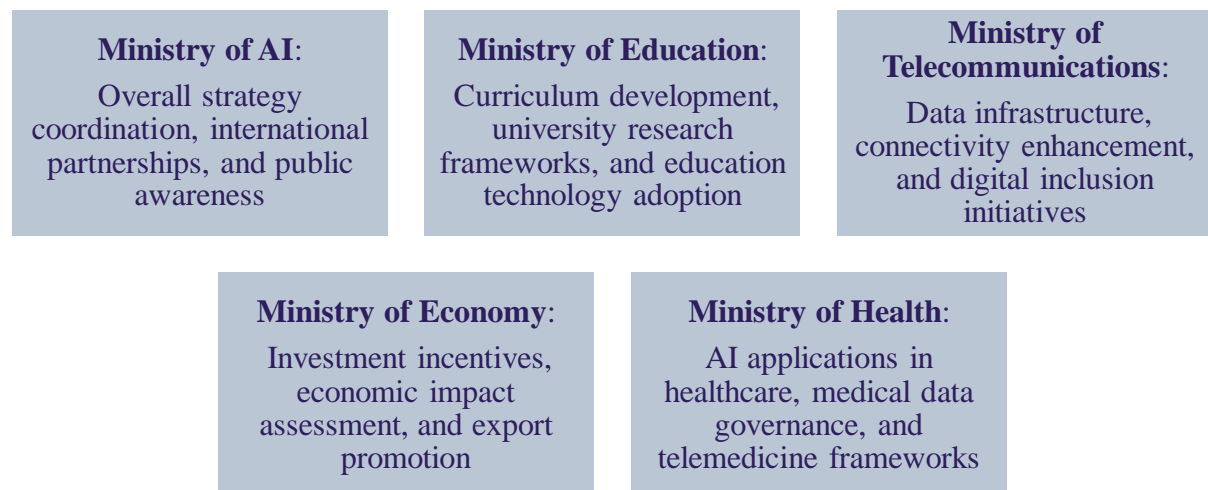 Ministry of AI:
Overall strategy
coordination, international
partnerships, and public
awareness
Ministry of Education:
Curriculum development,
university research
frameworks, and education
technology adoption
Ministry of
Telecommunications:
Data infrastructure,
connectivity enhancement,
and digital inclusion
initiatives
Ministry of Economy:
Investment incentives,
economic impact
assessment, and export
promotion
Ministry of Health:
AI applications in
healthcare, medical data
governance, and
telemedicine frameworks